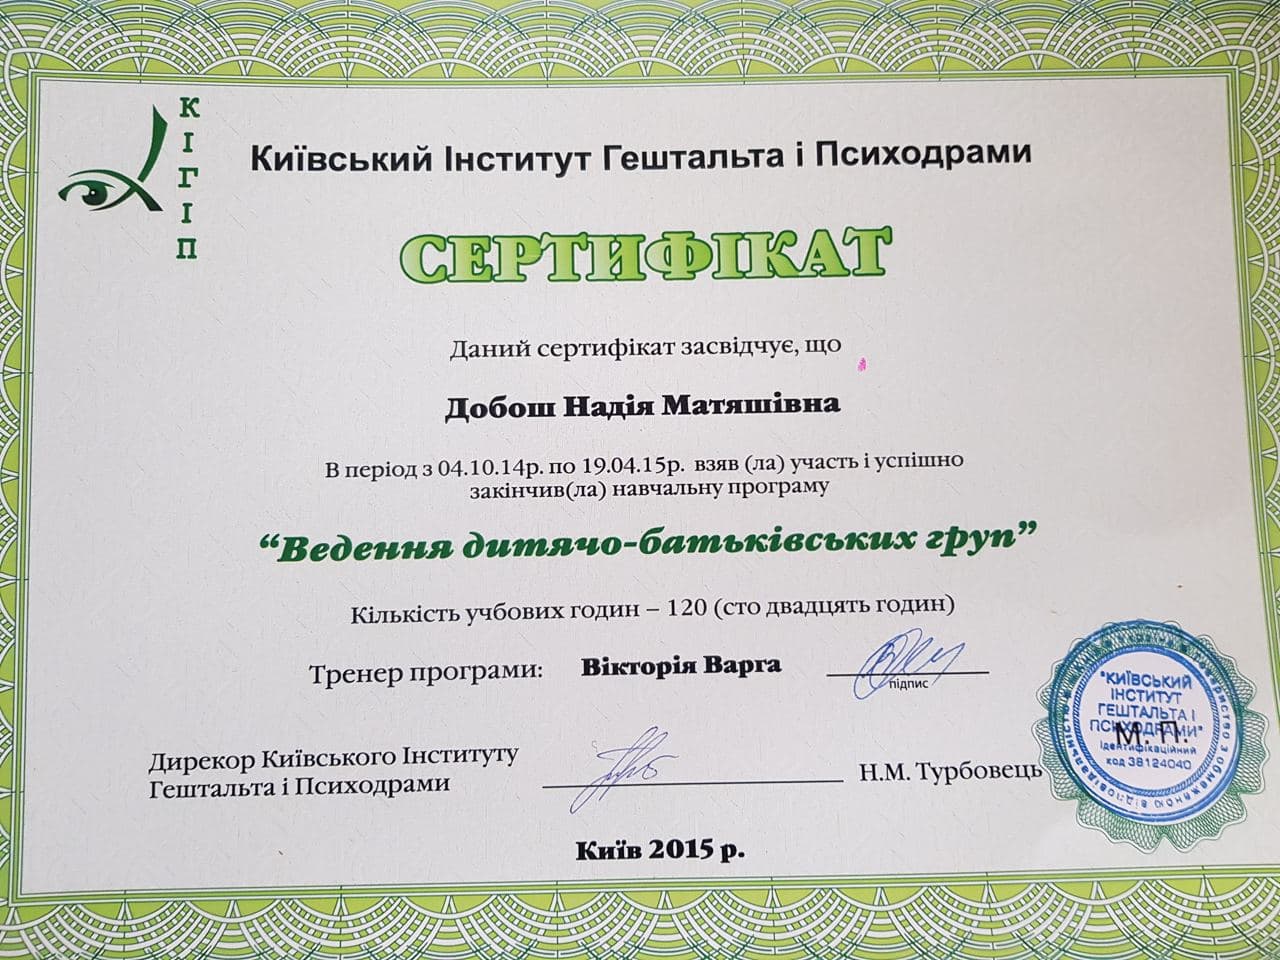 КІГІП
Київський Інститут Гештальта і Психодрами
СЕРТИФІКАТ
Даний сертифікат засвідчує, що
Добош Надія Матяшівна
В період з 04.10.14р. по 19.04.15р. взяв (ла) участь і успішно
закінчив(ла) навчальну програму
“Ведення дитячо-батьківських груп”
Кількість учбових годин – 120 (сто двадцять годин)
Тренер програми: Вікторія Варга
підпис
Дирекор Київського Інституту
Гештальта і Психодрами
Н.М. Турбовець
"КИЇВСЬКИЙ
ІНСТИТУТ
ГЕШТАЛЬТА І
ПСИХОДРАМИ"
М. П.
Ідентифікаційний
код 38124040
Київ 2015 р.